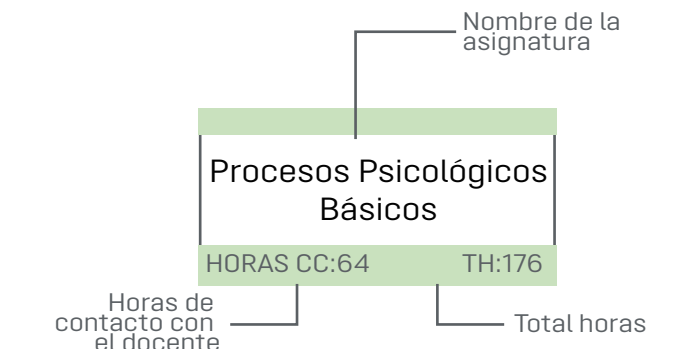 Nombre de la
asignatura
Procesos Psicológicos
Básicos
HORAS CC:64 TH:176
Horas de
contacto con
el docente
Total horas